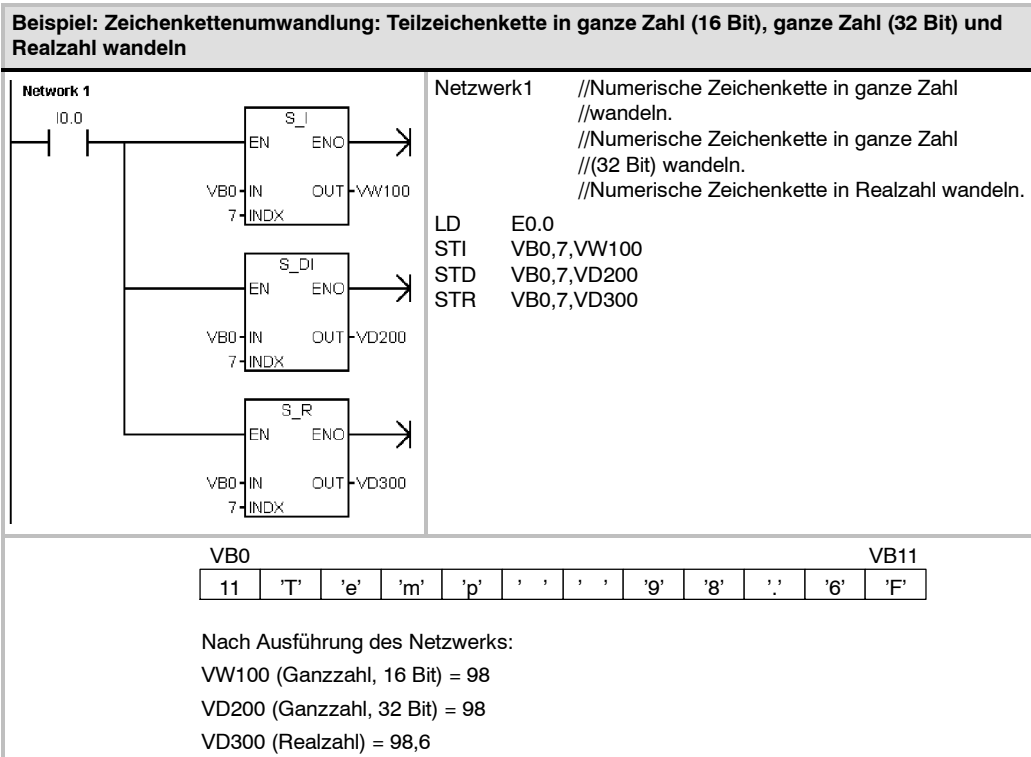 Beispiel: Zeichenkettenumwandlung: Teilzeichenkette in ganze Zahl (16 Bit), ganze Zahl (32 Bit) und
Realzahl wandeln
Network 1
I0.0
S_I
EN ENO
VB0 IN OUT VW100
7 INDX
S_DI
EN ENO
VB0 IN OUT VD200
7 INDX
S_R
EN ENO
VB0 IN OUT VD300
7 INDX
Netzwerk1 //Numerische Zeichenkette in ganze Zahl
//wandeln.
//Numerische Zeichenkette in ganze Zahl
//(32 Bit) wandeln.
//Numerische Zeichenkette in Realzahl wandeln.
LD E0.0
STI VB0,7,VW100
STD VB0,7,VD200
STR VB0,7,VD300
VB0 VB11
11 ’T’ ’e’ ’m’ ’p’ ’ ’ ’ ’ ’9’ ’8’ ’.’ ’6’ ’F’
Nach Ausführung des Netzwerks:
VW100 (Ganzzahl, 16 Bit) = 98
VD200 (Ganzzahl, 32 Bit) = 98
VD300 (Realzahl) = 98,6